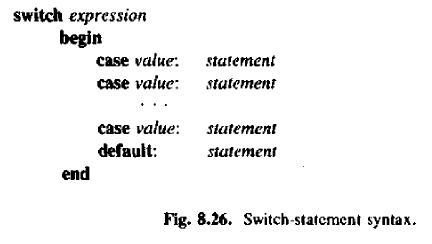 switch expression
begin
case value: statement
case value: statement
. . .
case value: statement
default: statement
end
Fig. 8.26. Switch-statement syntax.